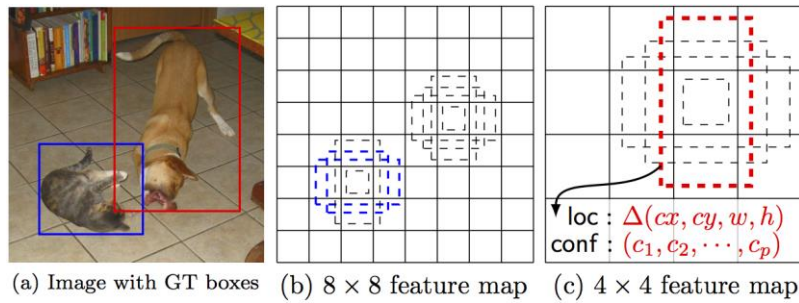 loc : Δ(cx, cy, w, h)
conf : (c₁, c₂, ⋯, cₚ)
(a) Image with GT boxes
(b) 8 × 8 feature map
(c) 4 × 4 feature map